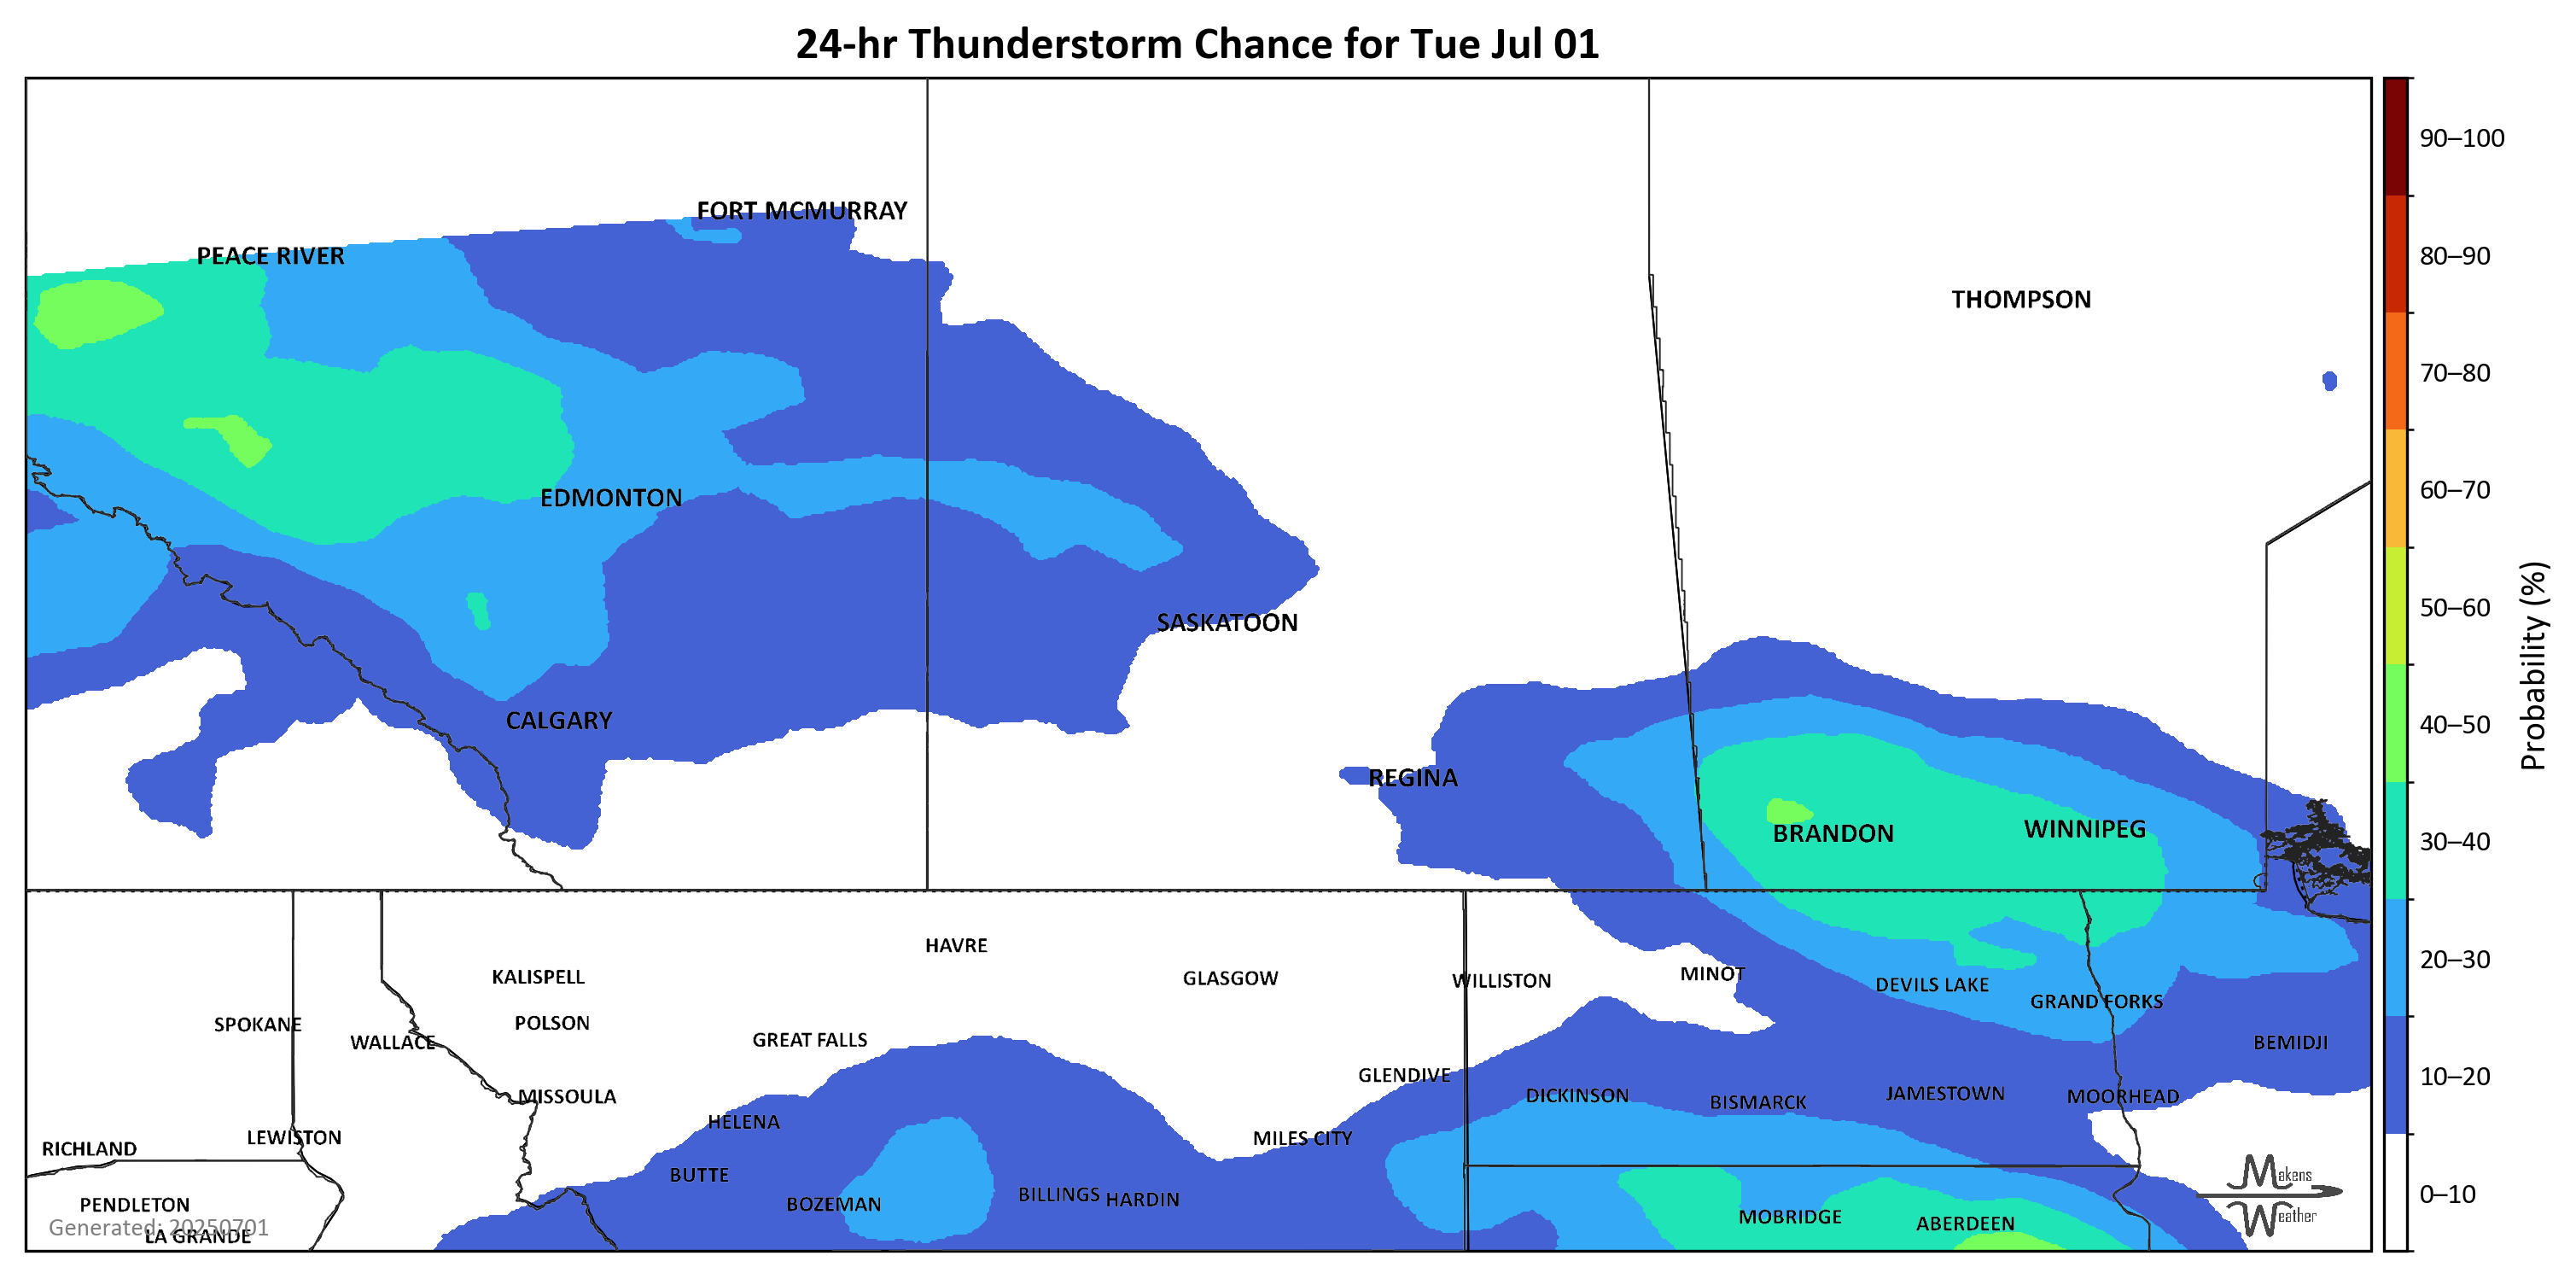 24-hr Thunderstorm Chance for Tue Jul 01
90–100
FORT MCMURRAY
PEACE RIVER
80–90
THOMPSON
70–80
EDMONTON
60–70
SASKATOON
50–60
Probability (%)
CALGARY
40–50
REGINA
BRANDON
WINNIPEG
30–40
HAVRE
KALISPELL
GLASGOW
WILLISTON
MINOT
DEVILS LAKE
20–30
GRAND FORKS
SPOKANE
POLSON
WALLACE
GREAT FALLS
BEMIDJI
GLENDIVE
10–20
MISSOULA
DICKINSON
BISMARCK
JAMESTOWN
MOORHEAD
HELENA
LEWISTON
MILES CITY
RICHLAND
BUTTE
Makens
Weather
0–10
PENDLETON
BOZEMAN
BILLINGS
HARDIN
MOBRIDGE
ABERDEEN
Generated: 20250701
LA GRANDE